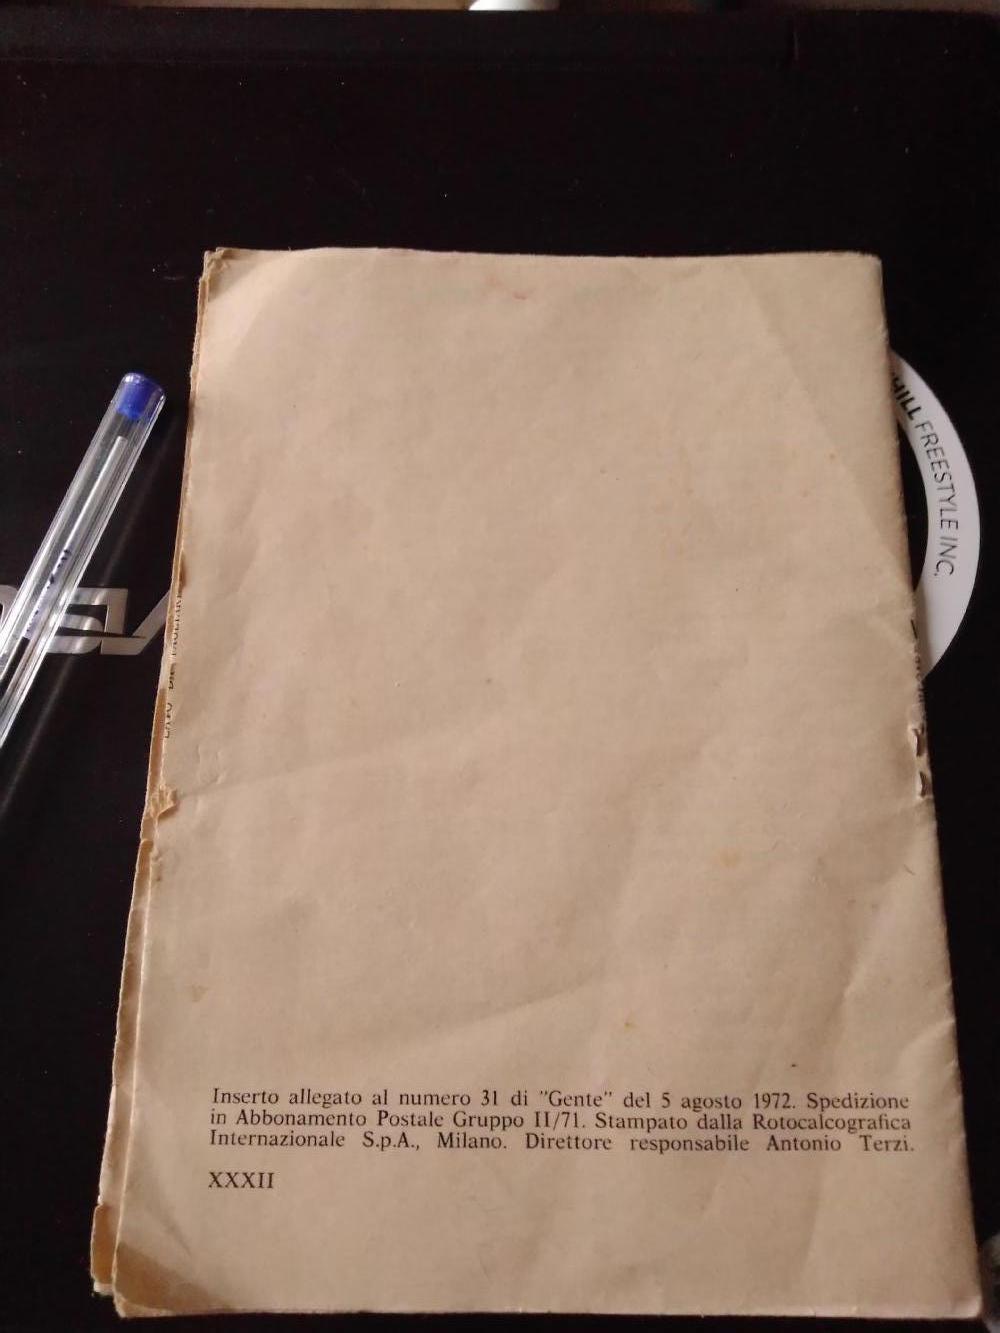 HILL FREESTYLE INC.
Inserto allegato al numero 31 di "Gente" del 5 agosto 1972. Spedizione
in Abbonamento Postale Gruppo II/71. Stampato dalla Rotocalcografica
Internazionale S.p.A., Milano. Direttore responsabile Antonio Terzi.
XXXII